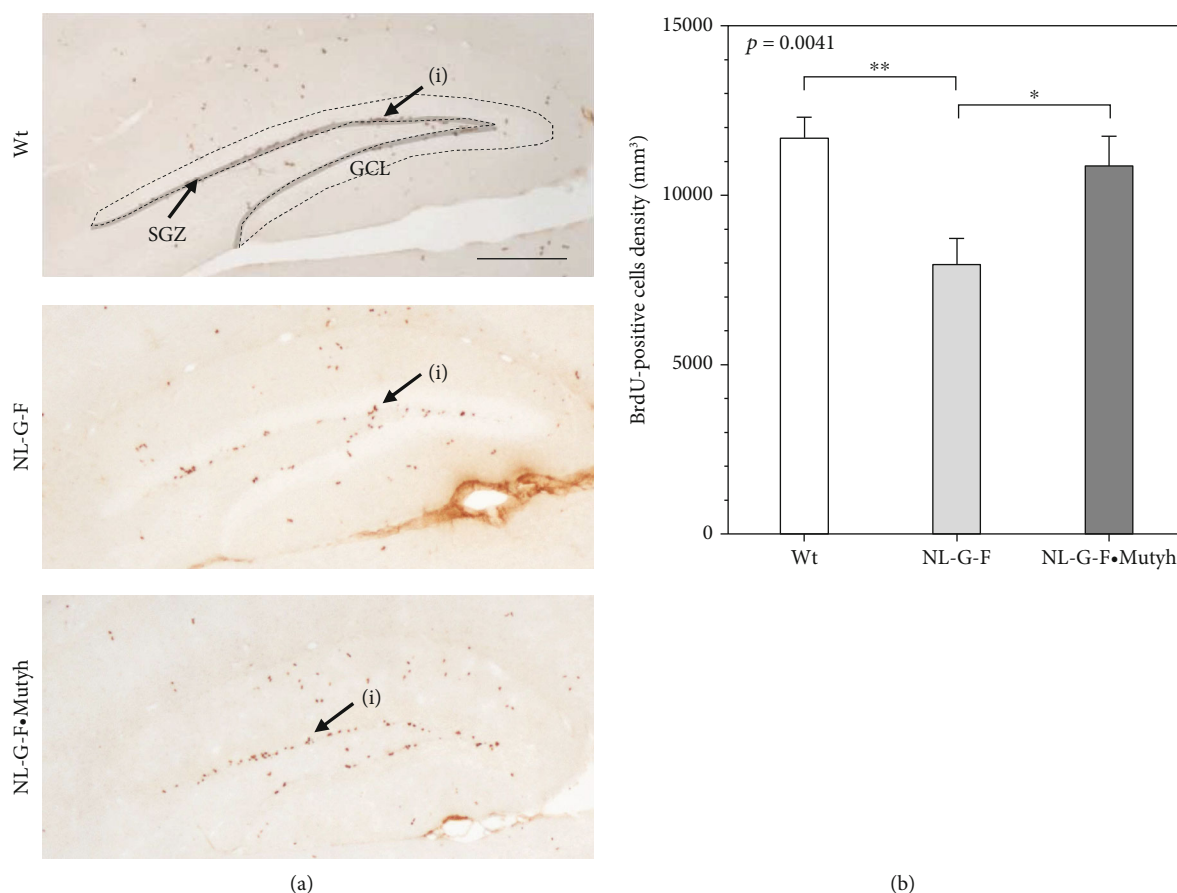 Wt
(i)
GCL
SGZ
NL-G-F
(i)
NL-G-F•Mutyh
(i)
(a)
15000
p = 0.0041
**
*
10000
5000
0
BrdU-positive cells density (mm³)
Wt
NL-G-F
NL-G-F•Mutyh
(b)